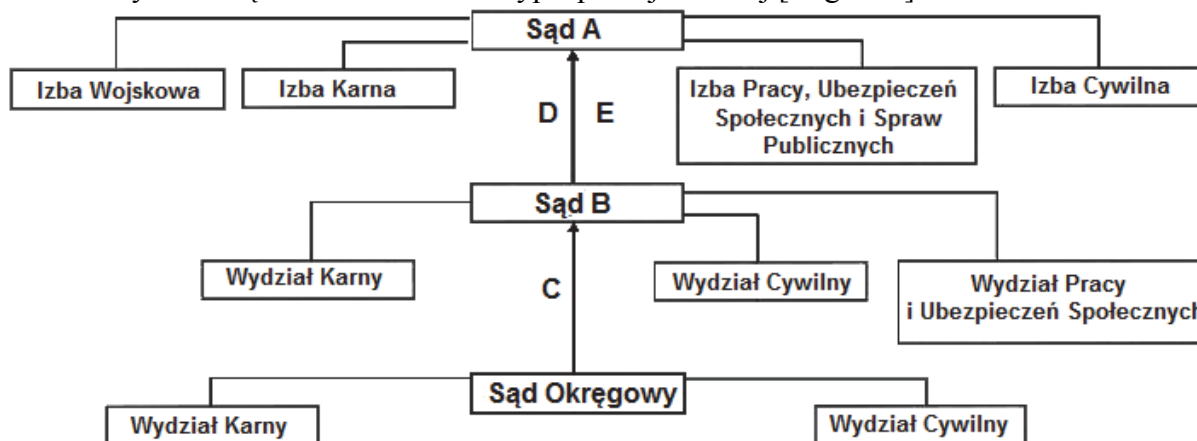 Sąd A
Izba Wojskowa
Izba Karna
Izba Pracy, Ubezpieczeń
Społecznych i Spraw
Publicznych
Izba Cywilna
D E
Sąd B
Wydział Karny
Wydział Cywilny
Wydział Pracy
i Ubezpieczeń Społecznych
C
Sąd Okręgowy
Wydział Karny
Wydział Cywilny